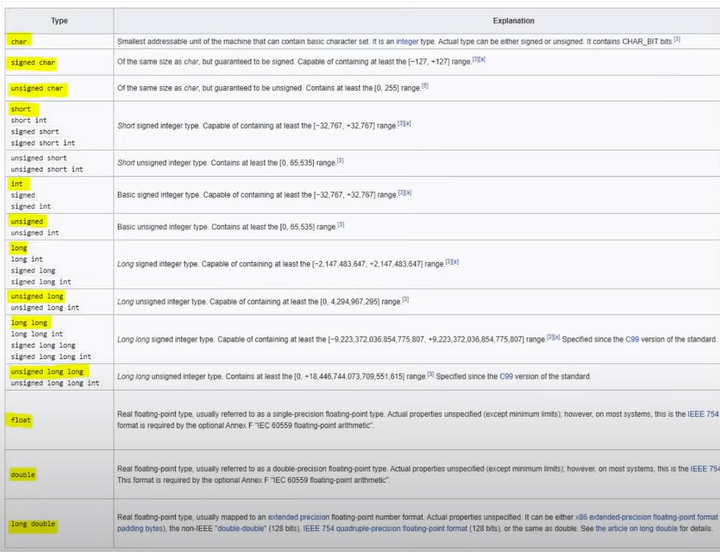 Type Explanation
char Smallest addressable unit of the machine that can contain basic character set. It is an integer type. Actual type can be either signed or unsigned. It contains CHAR_BIT bits.[3]
signed char Of the same size as char, but guaranteed to be signed. Capable of containing at least the [−127, +127] range.[3][a]
unsigned char Of the same size as char, but guaranteed to be unsigned. Contains at least the [0, 255] range.[5]
short
short int
signed short
signed short int
Short signed integer type. Capable of containing at least the [−32,767, +32,767] range.[3][a]
unsigned short
unsigned short int
Short unsigned integer type. Contains at least the [0, 65,535] range.[3]
int
signed
signed int
Basic signed integer type. Capable of containing at least the [−32,767, +32,767] range.[3][a]
unsigned
unsigned int
Basic unsigned integer type. Contains at least the [0, 65,535] range.[3]
long
long int
signed long
signed long int
Long signed integer type. Capable of containing at least the [−2,147,483,647, +2,147,483,647] range.[3][a]
unsigned long
unsigned long int
Long unsigned integer type. Capable of containing at least the [0, 4,294,967,295] range.[3]
long long
long long int
signed long long
signed long long int
Long long signed integer type. Capable of containing at least the [−9,223,372,036,854,775,807, +9,223,372,036,854,775,807] range.[3][a] Specified since the C99 version of the standard.
unsigned long long
unsigned long long int
Long long unsigned integer type. Contains at least the [0, +18,446,744,073,709,551,615] range.[3] Specified since the C99 version of the standard.
float
Real floating-point type, usually referred to as a single-precision floating-point type. Actual properties unspecified (except minimum limits); however, on most systems, this is the IEEE 754
format is required by the optional Annex F "IEC 60559 floating-point arithmetic".
double
Real floating-point type, usually referred to as a double-precision floating-point type. Actual properties unspecified (except minimum limits); however, on most systems, this is the IEEE 754
This format is required by the optional Annex F "IEC 60559 floating-point arithmetic".
long double
Real floating-point type, usually mapped to an extended precision floating-point number format. Actual properties unspecified. It can be either x86 extended-precision floating-point format
padding bytes), the non-IEEE "double-double" (128 bits), IEEE 754 quadruple-precision floating-point format (128 bits), or the same as double. See the article on long double for details.